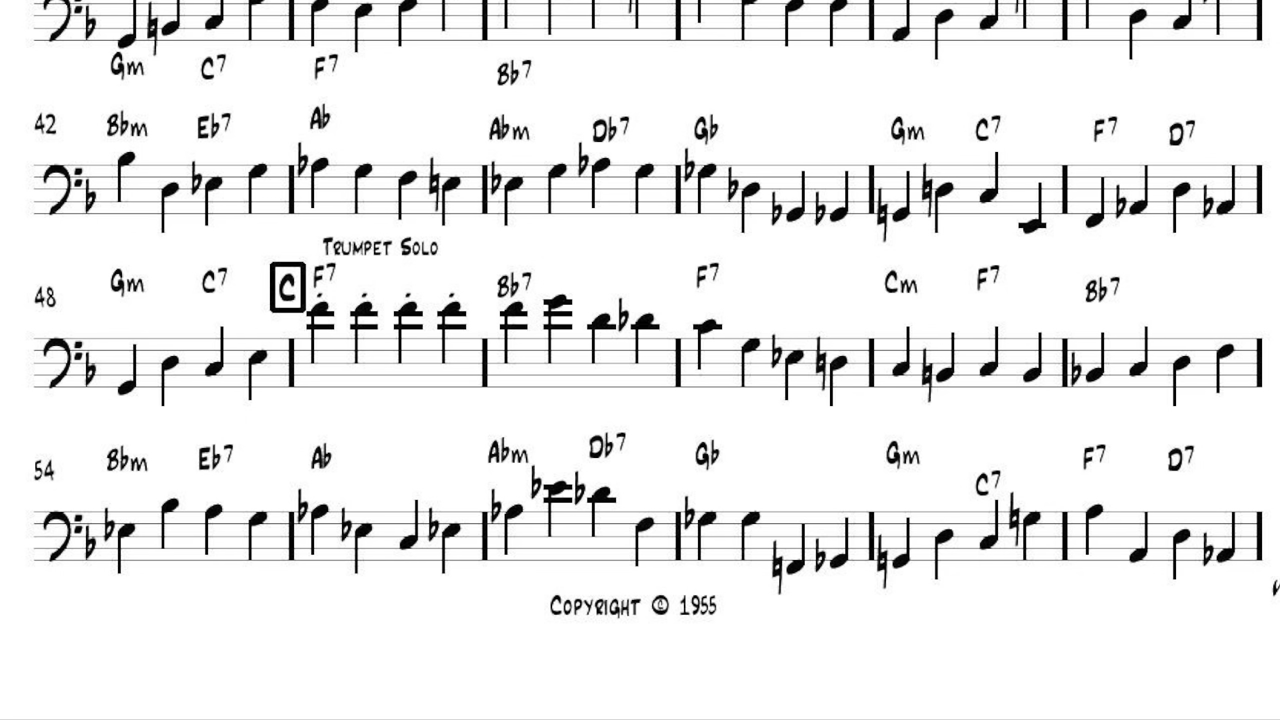 Gm C7 F7 Bb7
42 Bbm Eb7 Ab Abm Db7 Gb Gm C7 F7 D7
Trumpet Solo
48 Gm C7 C F7 Bb7 F7 Cm F7 Bb7
54 Bbm Eb7 Ab Abm Db7 Gb Gm C7 F7 D7
Copyright © 1955